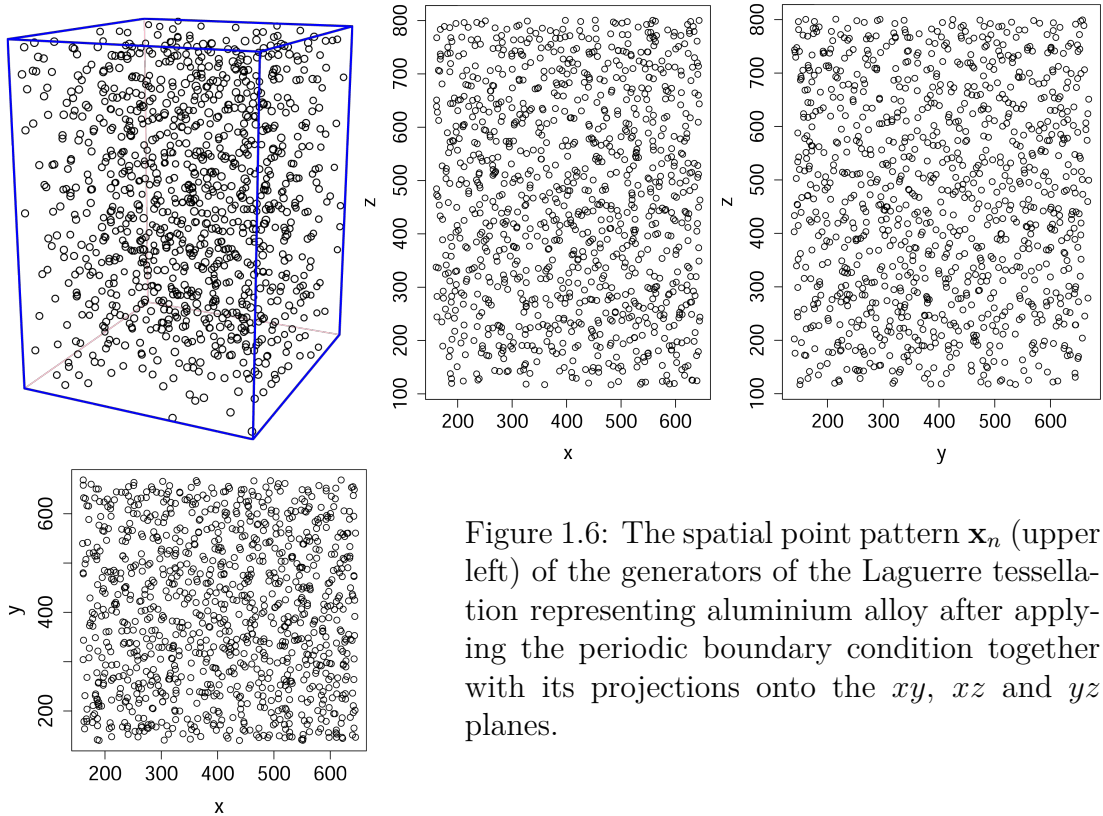 z
800
700
600
500
400
300
200
100
200 300 400 500 600
x
z
800
700
600
500
400
300
200
100
200 300 400 500 600
y
y
600
400
200
200 300 400 500 600
x
Figure 1.6: The spatial point pattern xₙ (upper
left) of the generators of the Laguerre tessella-
tion representing aluminium alloy after apply-
ing the periodic boundary condition together
with its projections onto the xy, xz and yz
planes.